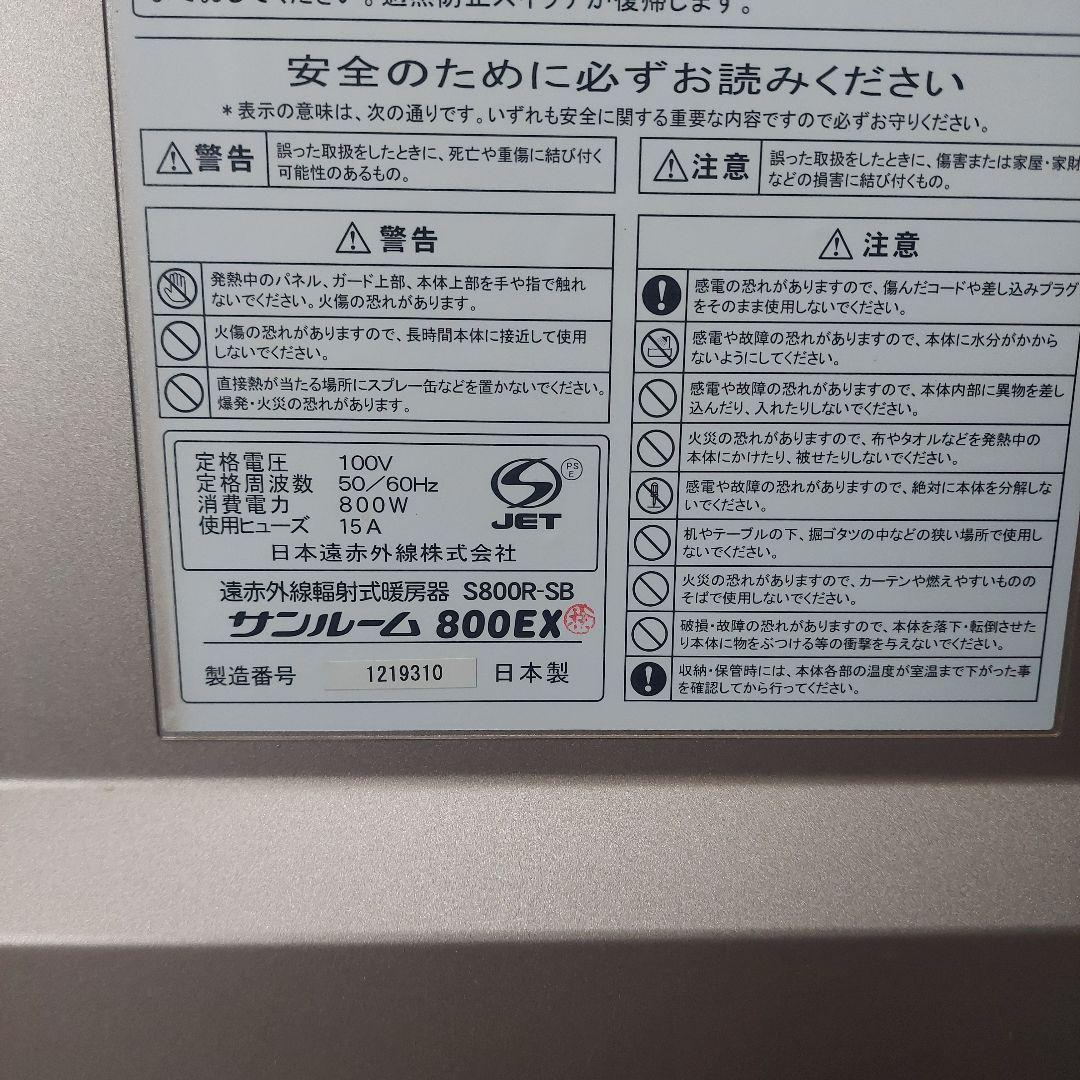 安全のために必ずお読みください
*表示の意味は、次の通りです。いずれも安全に関する重要な内容ですので必ずお守りください。
警告
誤った取扱をしたときに、死亡や重傷に結び付く
可能性のあるもの。
注意
誤った取扱をしたときに、傷害または家屋・家財
などの損害に結び付くもの。
警告
発熱中のパネル、ガード上部、本体上部を手や指で触れ
ないでください。火傷の恐れがあります。
火傷の恐れがありますので、長時間本体に接近して使用
しないでください。
直接熱が当たる場所にスプレー缶などを置かないでください。
爆発・火災の恐れがあります。
定格電圧 100V
定格周波数 50/60Hz
消費電力 800W
使用ヒューズ 15A
PS
E
JET
日本遠赤外線株式会社
遠赤外線輻射式暖房器 S800R-SB
サンルーム 800EX
製造番号 1219310 日本製
注意
感電の恐れがありますので、傷んだコードや差し込みプラグ
をそのまま使用しないでください。
感電や故障の恐れがありますので、本体に水分がかから
ないようにしてください。
感電や故障の恐れがありますので、本体内部に異物を差し
込んだり、入れたりしないでください。
火災の恐れがありますので、布やタオルなどを発熱中の
本体にかけたり、被せたりしないでください。
感電や故障の恐れがありますので、絶対に本体を分解しな
いでください。
机やテーブルの下、掘ゴタツの中などの狭い場所で使用し
ないでください。
火災の恐れがありますので、カーテンや燃えやすいものの
そばで使用しないでください。
破損・故障の恐れがありますので、本体を落下・転倒させた
り本体に物をぶつける等の衝撃を与えないでください。
収納・保管時には、本体各部の温度が室温まで下がった事
を確認してから行ってください。